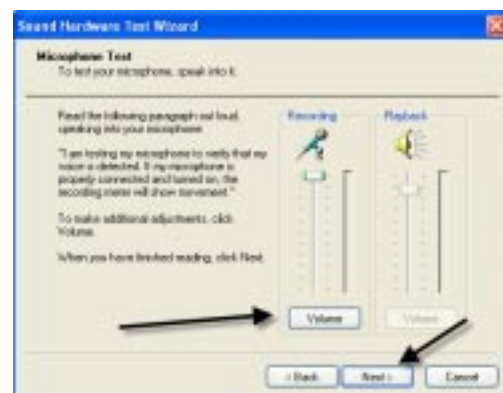 Sound Hardware Test Wizard
Microphone Test
To test your microphone, speak into it.
Read the following paragraph out loud,
speaking into your microphone
"I am testing my microphone to verify that my
voice is detected. If my microphone is
properly connected and turned on, the
recording meter will show movement."
To make additional adjustments, click
Volume.
When you have finished reading, click Next.
Recording
Playback
Volume
Volume
< Back
Next >
Cancel